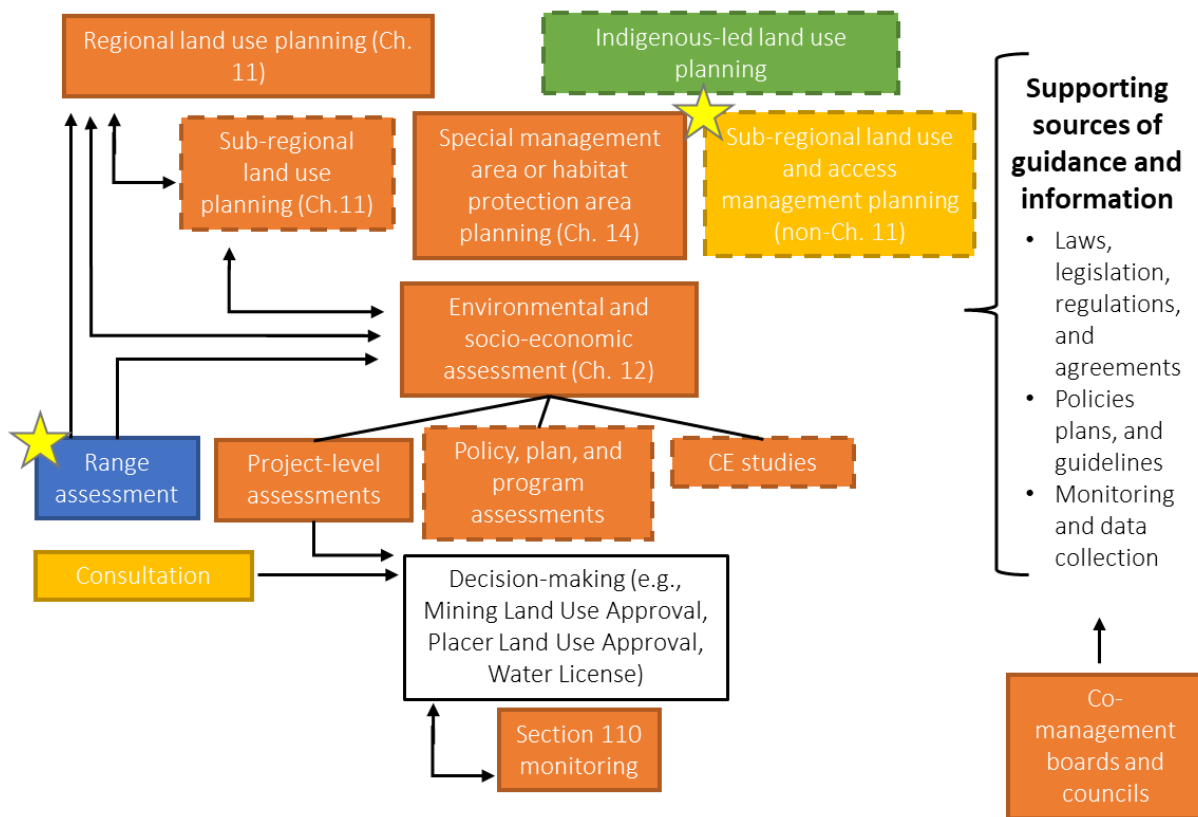 Regional land use planning (Ch.
11)
Indigenous-led land use
planning
Sub-regional
land use
planning (Ch.11)
Special management
area or habitat
protection area
planning (Ch. 14)
Sub-regional land use
and access
management planning
(non-Ch. 11)
Environmental and
socio-economic
assessment (Ch. 12)
Range
assessment
Project-level
assessments
Policy, plan, and
program
assessments
CE studies
Consultation
Decision-making (e.g.,
Mining Land Use Approval,
Placer Land Use Approval,
Water License)
Section 110
monitoring
Supporting
sources of
guidance and
information
• Laws,
legislation,
regulations,
and
agreements
• Policies
plans, and
guidelines
• Monitoring
and data
collection
Co-
management
boards and
councils